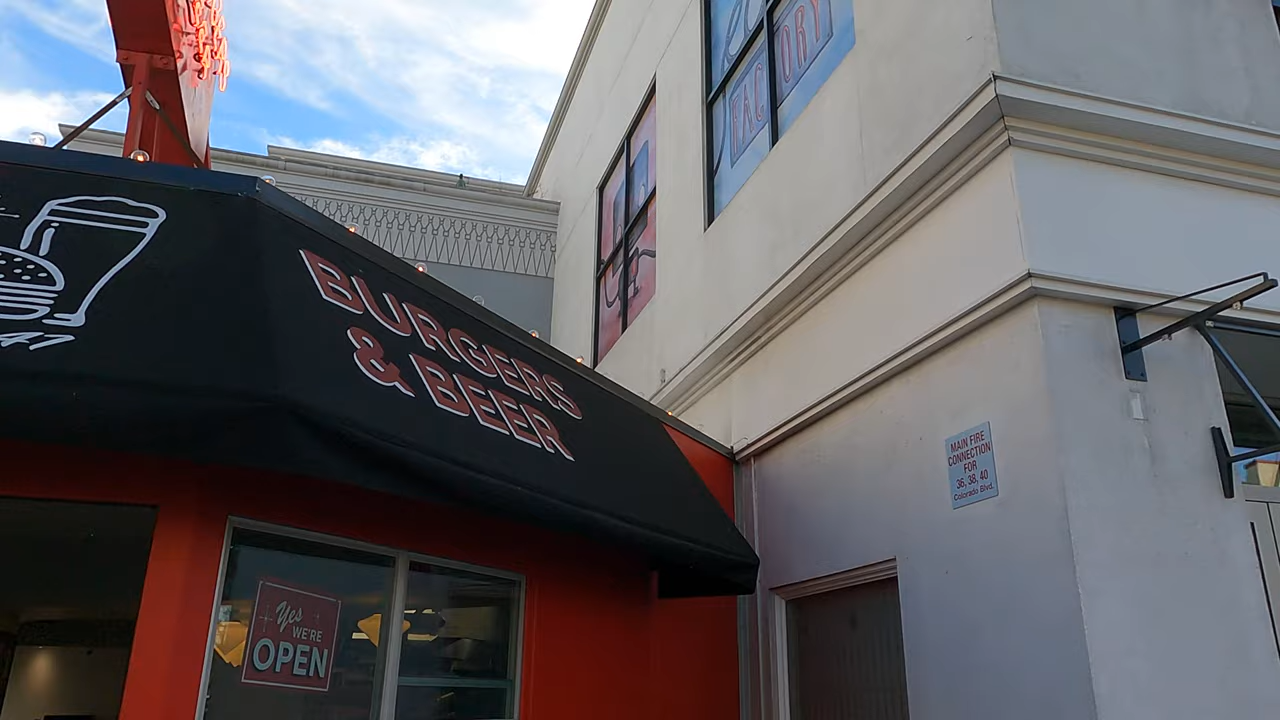 FACTORY
BURGERS
& BEER
MAIN FIRE
CONNECTION
FOR
36, 38, 40
Colorado Blvd.
Yes
WE'RE
OPEN